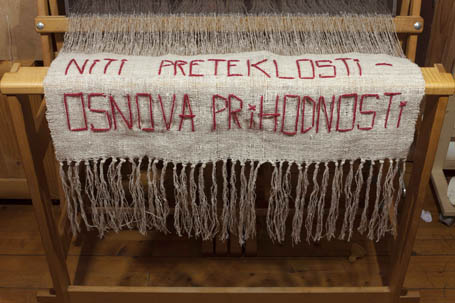 NITI PRETEKLOSTI -
OSNOVA PRiHODNOSTi